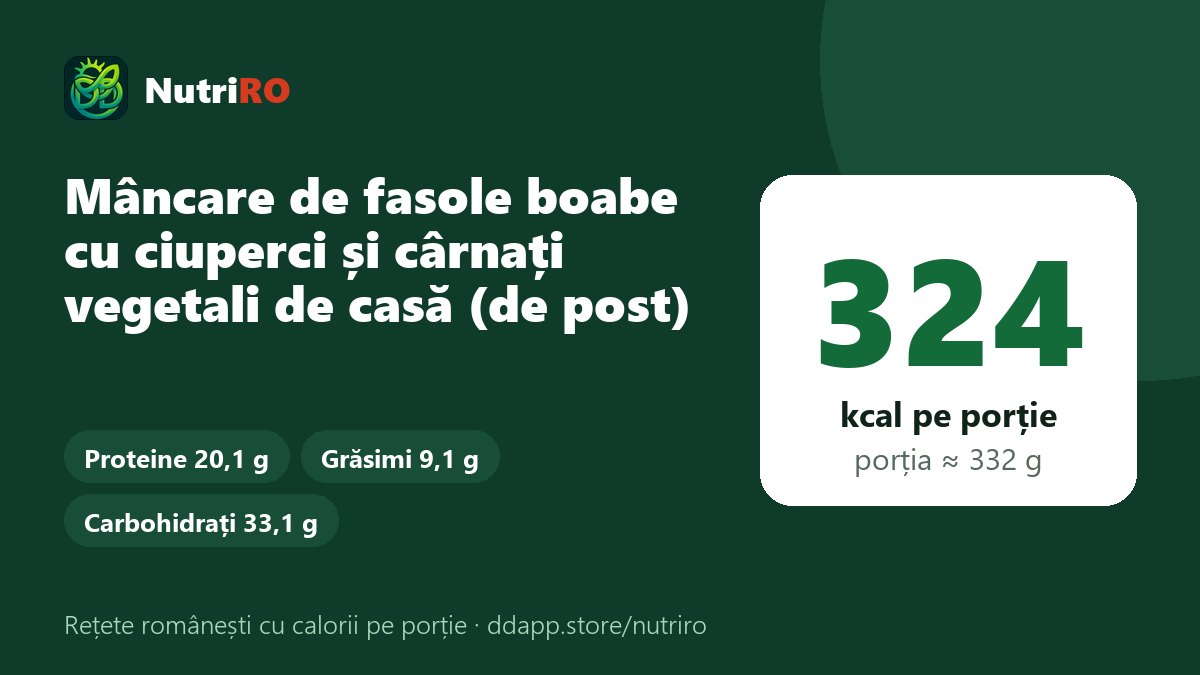 NutriRO
Mâncare de fasole boabe
cu ciuperci și cârnați
vegetali de casă (de post)
324
kcal pe porție
porția ≈ 332 g
Proteine 20,1 g
Grăsimi 9,1 g
Carbohidrați 33,1 g
Rețete românești cu calorii pe porție · ddapp.store/nutriro